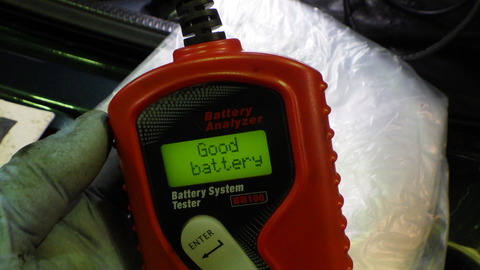 Battery
Analyzer
Good
battery
Battery System
Tester
BB100
ENTER